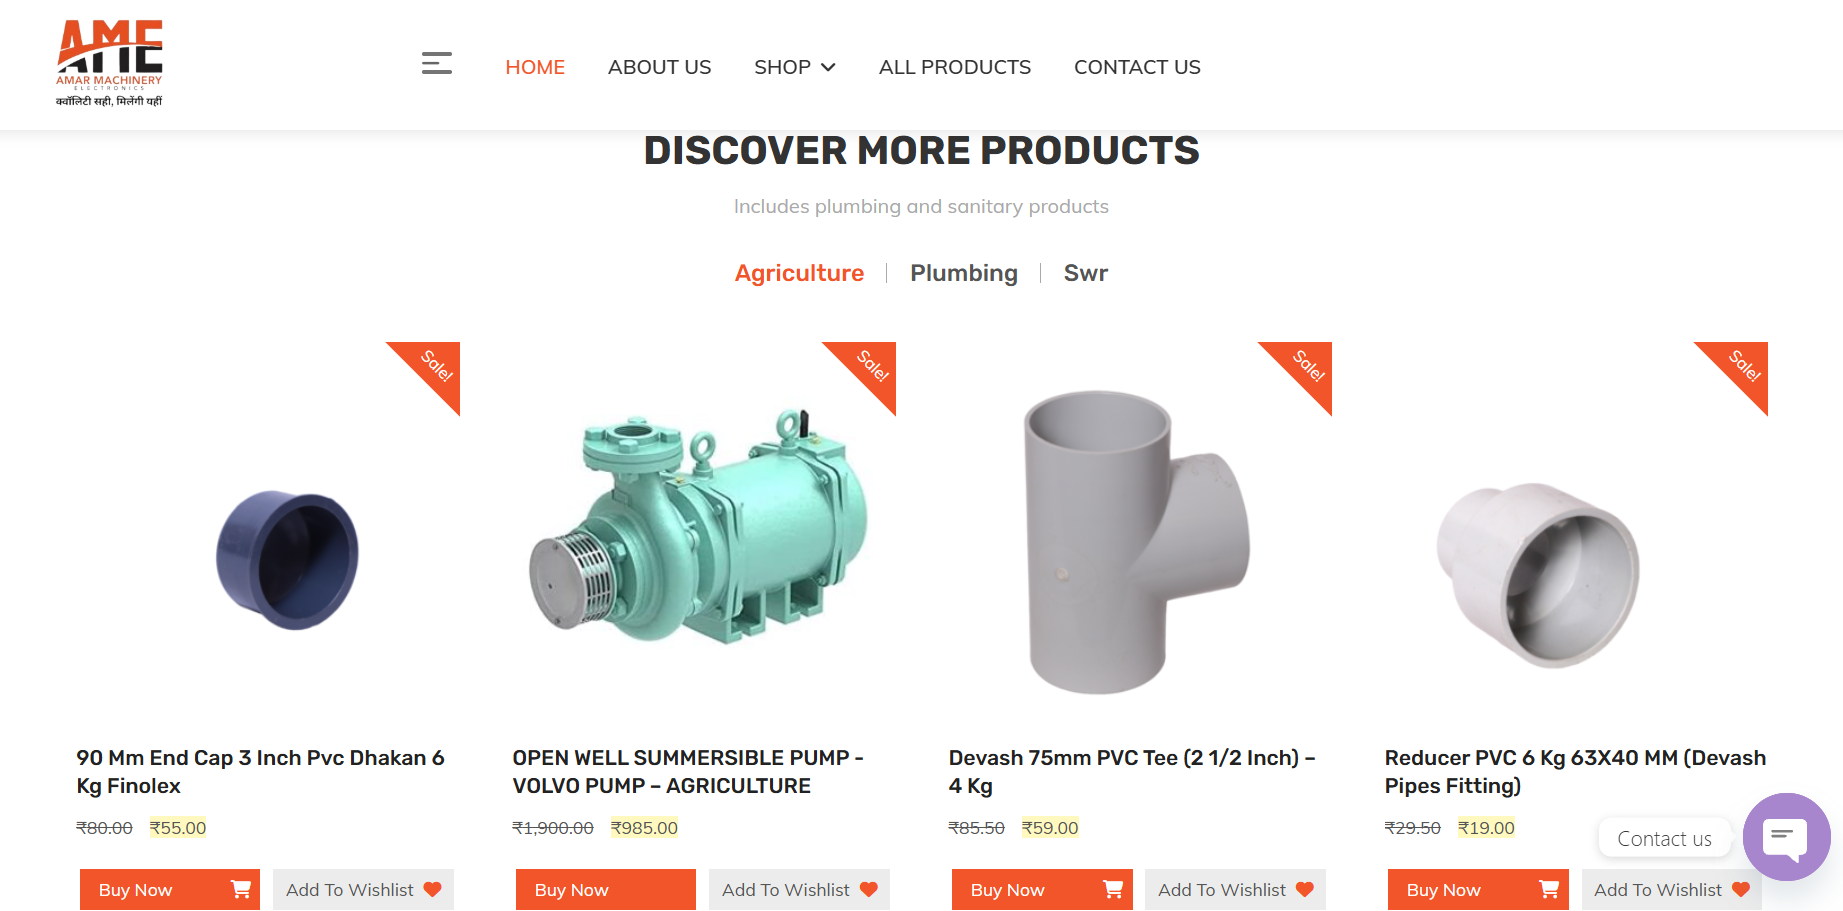 AME
AMAR MACHINERY
ELECTRONICS
क्वॉलिटी सही, मिलेंगी यहीं
HOME
ABOUT US
SHOP
ALL PRODUCTS
CONTACT US
DISCOVER MORE PRODUCTS
Includes plumbing and sanitary products
Agriculture
Plumbing
Swr
Sale!
Sale!
Sale!
Sale!
90 Mm End Cap 3 Inch Pvc Dhakan 6
Kg Finolex
₹80.00 ₹55.00
Buy Now
Add To Wishlist
OPEN WELL SUMMERSIBLE PUMP -
VOLVO PUMP – AGRICULTURE
₹1,900.00 ₹985.00
Buy Now
Add To Wishlist
Devash 75mm PVC Tee (2 1/2 Inch) –
4 Kg
₹85.50 ₹59.00
Buy Now
Add To Wishlist
Reducer PVC 6 Kg 63X40 MM (Devash
Pipes Fitting)
₹29.50 ₹19.00
Buy Now
Add To Wishlist
Contact us